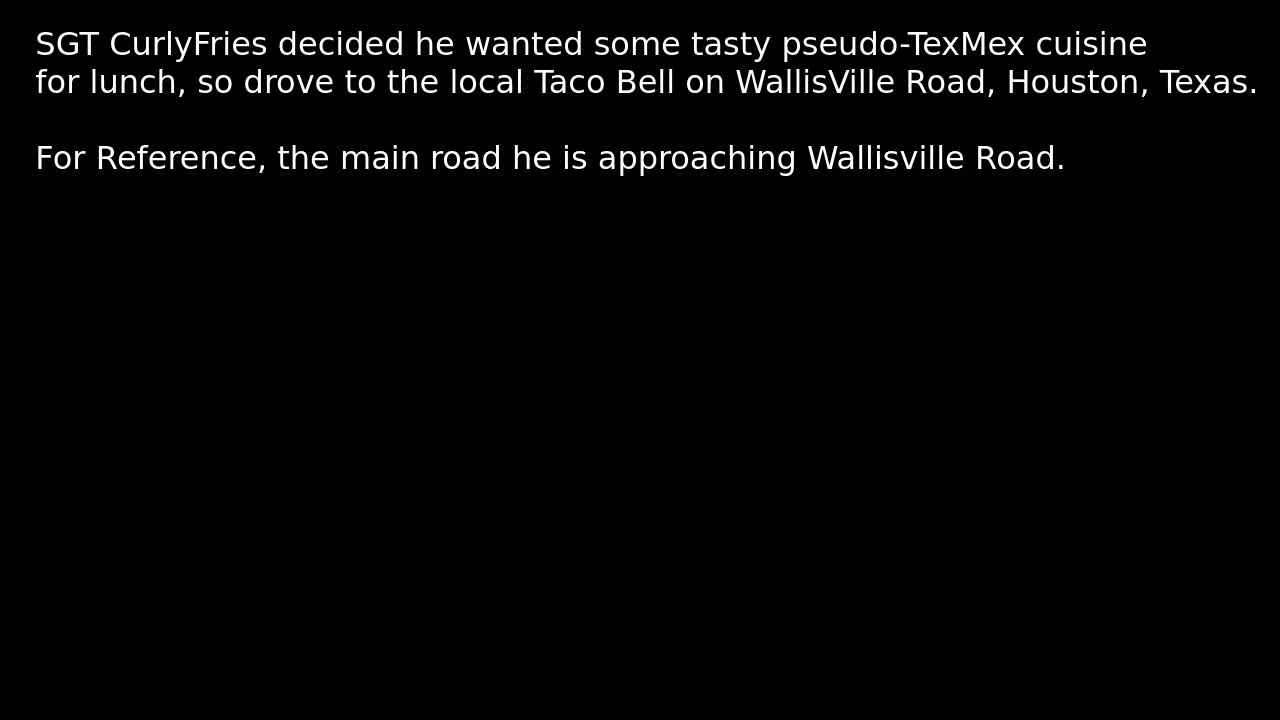 SGT CurlyFries decided he wanted some tasty pseudo-TexMex cuisine
for lunch, so drove to the local Taco Bell on WallisVille Road, Houston, Texas.
For Reference, the main road he is approaching Wallisville Road.